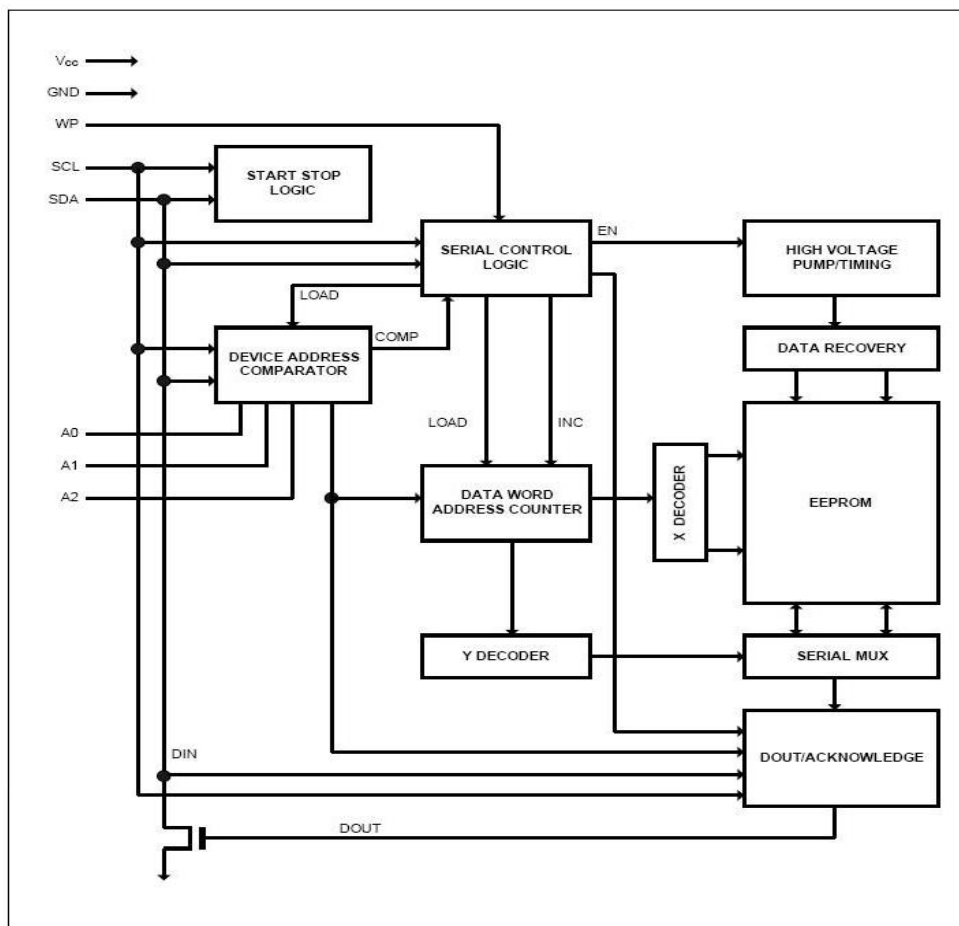 Vcc
GND
WP
SCL
SDA
START STOP
LOGIC
SERIAL CONTROL
LOGIC
EN
HIGH VOLTAGE
PUMP/TIMING
LOAD
COMP
DEVICE ADDRESS
COMPARATOR
DATA RECOVERY
A0
A1
A2
LOAD
INC
DATA WORD
ADDRESS COUNTER
X DECODER
EEPROM
Y DECODER
SERIAL MUX
DIN
DOUT/ACKNOWLEDGE
DOUT